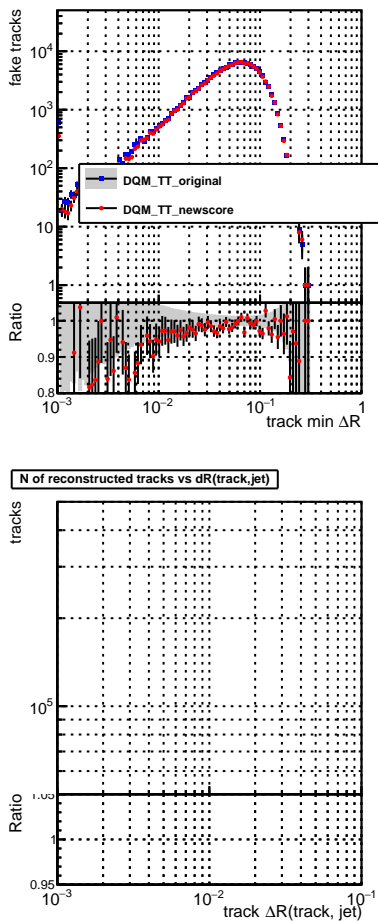 fake tracks
10⁴
10³
10²
DQM_TT_original
DQM_TT_newscore
10
1
Ratio
1
0.9
0.8
10⁻³ 10⁻² 10⁻¹ 1
track min ΔR
N of reconstructed tracks vs dR(track,jet)
tracks
10⁵
Ratio
1.05
1
0.95
10⁻³ 10⁻² 10⁻¹
track ΔR(track, jet)